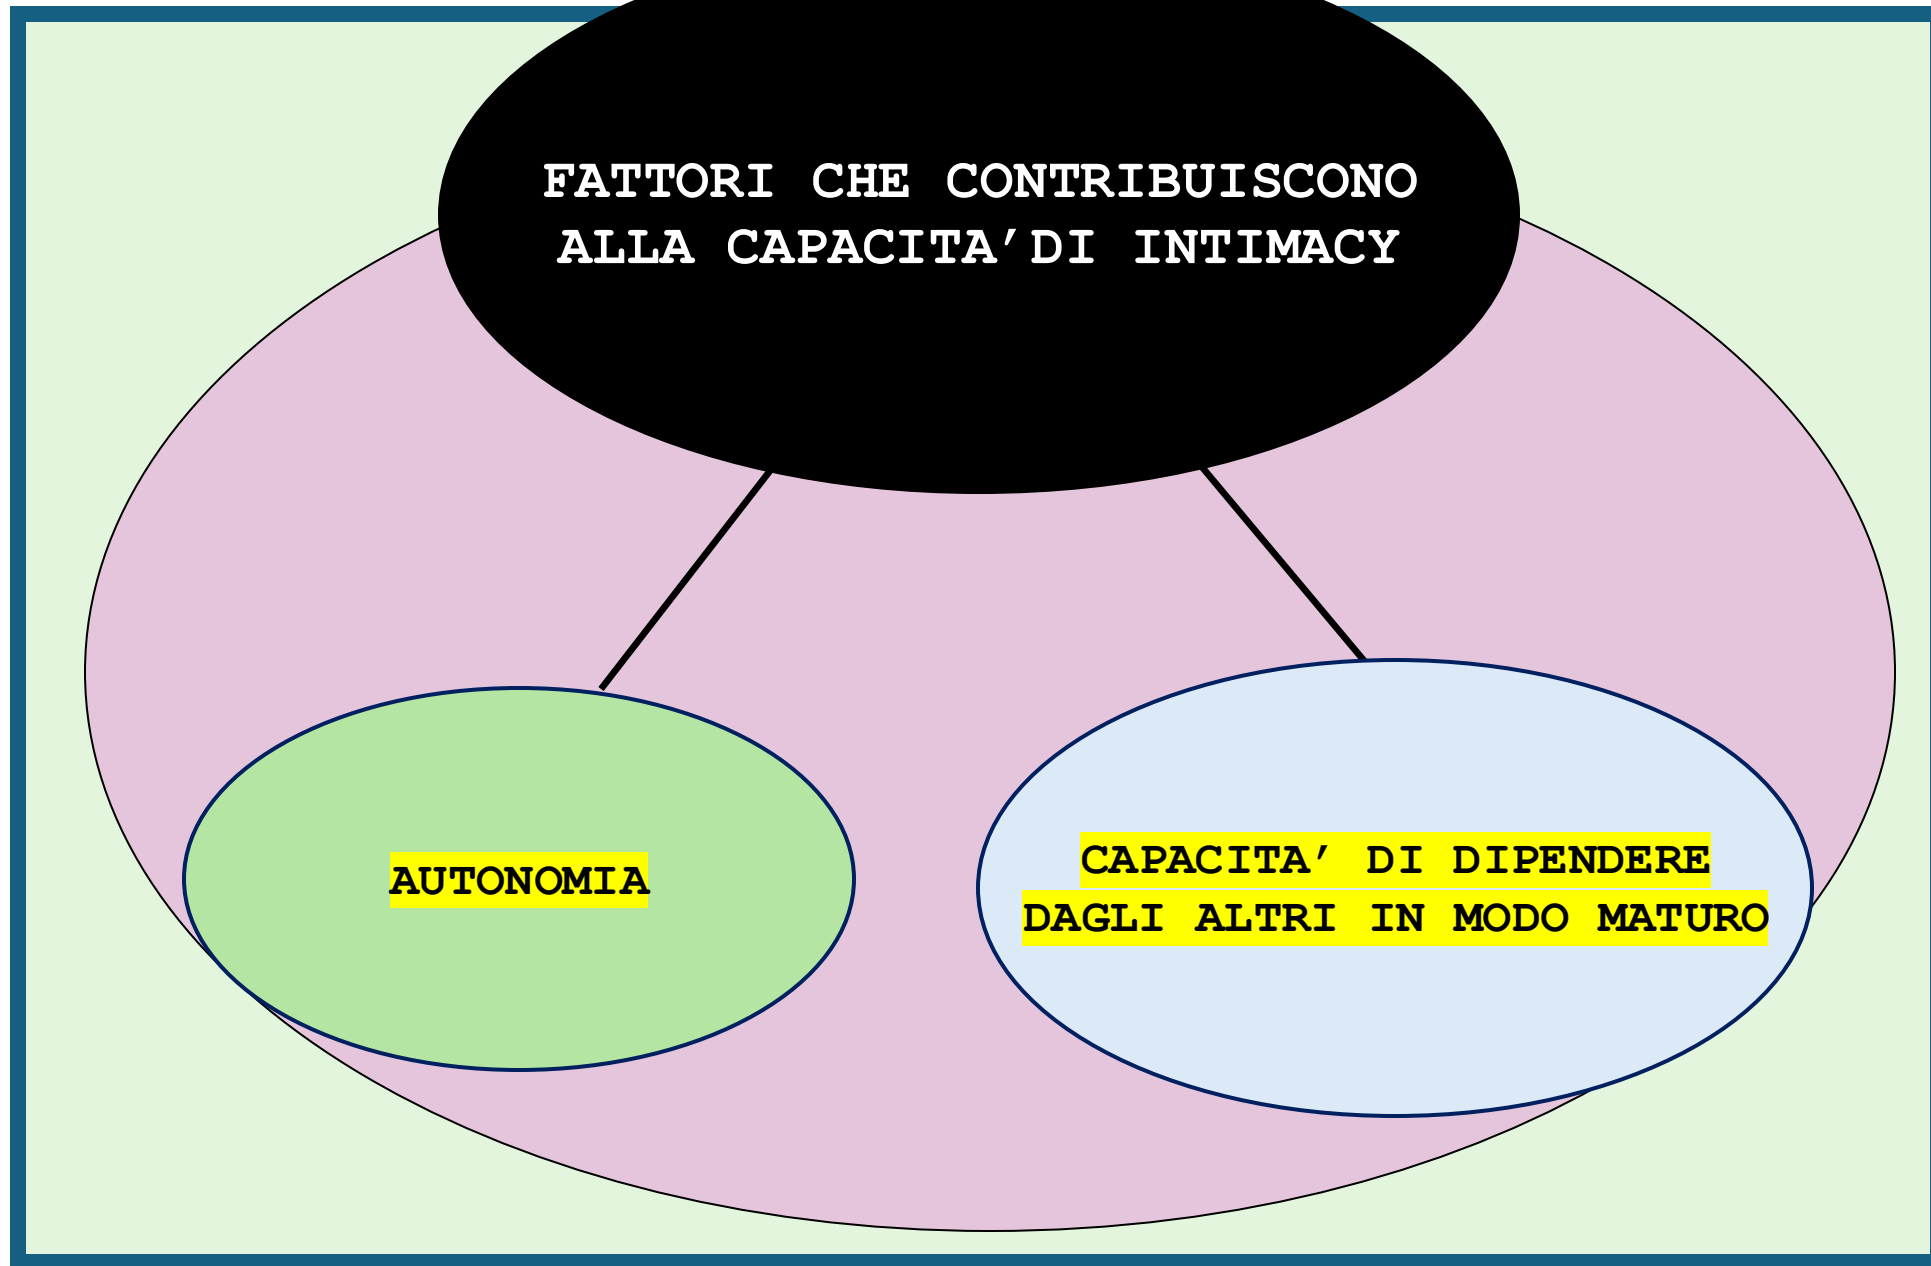 FATTORI CHE CONTRIBUISCONO
ALLA CAPACITA’DI INTIMACY
AUTONOMIA
CAPACITA’ DI DIPENDERE
DAGLI ALTRI IN MODO MATURO